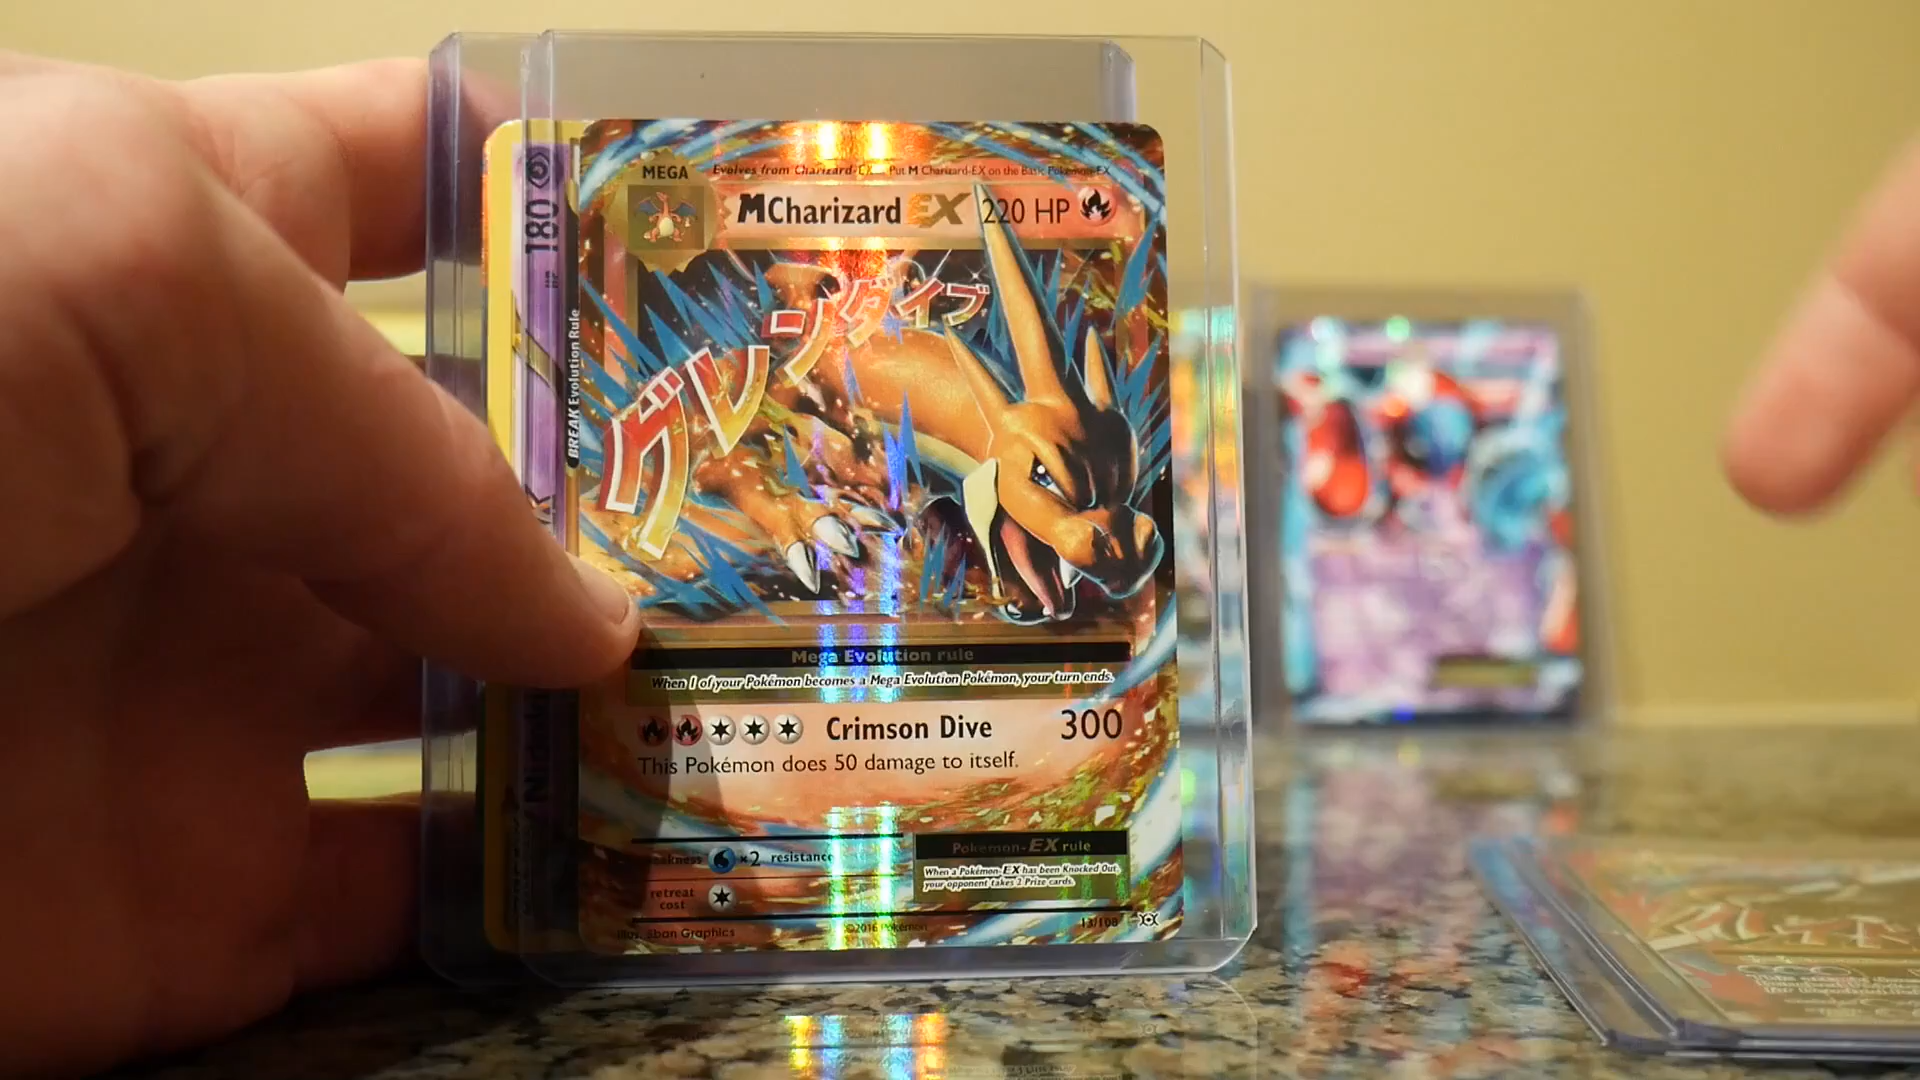 MEGA
Evolves from Charizard-EX Put M Charizard-EX on the Basic Pokémon-EX
MCharizard EX 220 HP
グレンダイブ
Mega Evolution rule
When 1 of your Pokémon becomes a Mega Evolution Pokémon, your turn ends.
Crimson Dive 300
This Pokémon does 50 damage to itself.
weakness ×2 resistance
Pokémon-EX rule
When a Pokémon-EX has been Knocked Out, your opponent takes 2 Prize cards.
retreat cost
Illus. 5ban Graphics
©2016 Pokémon
13/108
HP 180
BREAK Evolution Rule